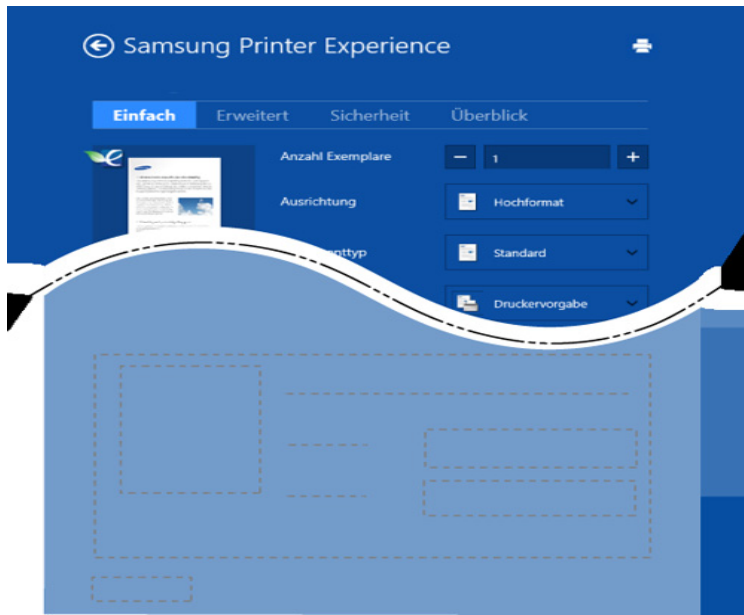 Samsung Printer Experience
Einfach Erweitert Sicherheit Überblick
Anzahl Exemplare 1
Ausrichtung Hochformat
Standard
Druckervorgabe